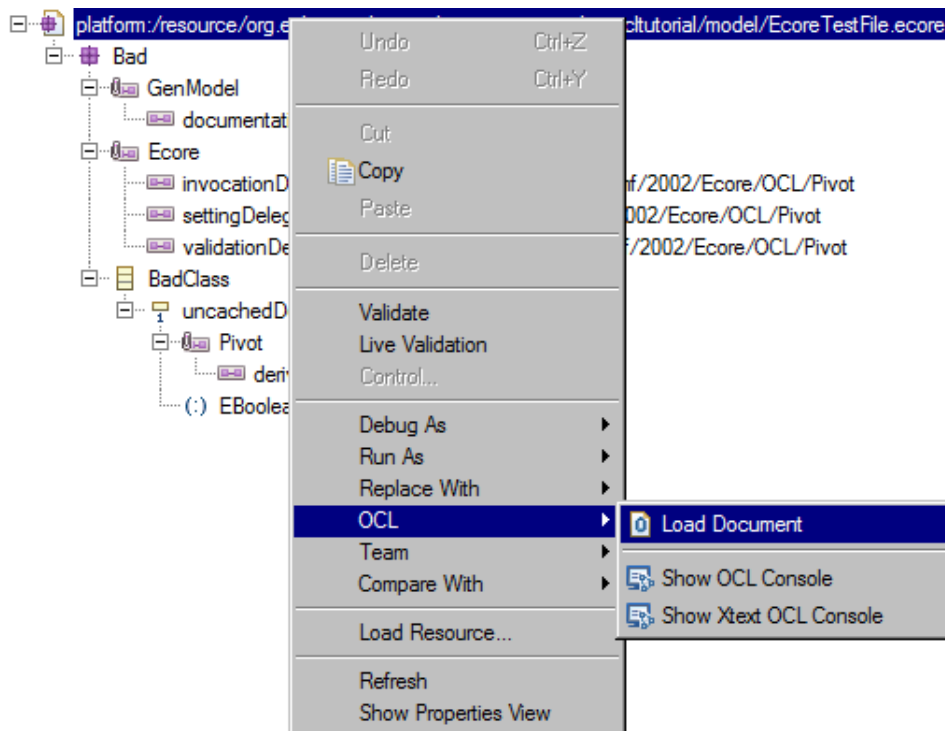 platform:/resource/org.e
cltutorial/model/EcoreTestFile.ecore
Bad
GenModel
documentat
Ecore
invocationD
nf/2002/Ecore/OCL/Pivot
settingDeleg
002/Ecore/OCL/Pivot
validationDe
/2002/Ecore/OCL/Pivot
BadClass
uncachedD
Pivot
deri
EBoolea
Undo Ctrl+Z
Redo Ctrl+Y
Cut
Copy
Paste
Delete
Validate
Live Validation
Control...
Debug As
Run As
Replace With
OCL
Team
Compare With
Load Resource...
Refresh
Show Properties View
Load Document
Show OCL Console
Show Xtext OCL Console